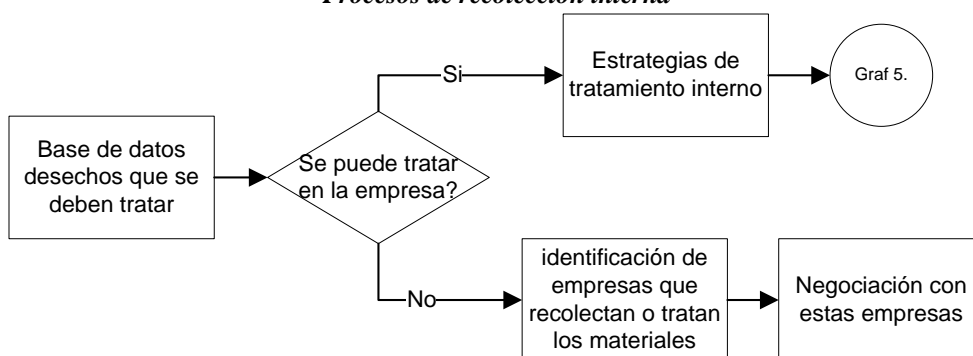 Procesos de recolección interna
Si
Estrategias de
tratamiento interno
Graf 5.
Base de datos
desechos que se
deben tratar
Se puede tratar
en la empresa?
No
identificación de
empresas que
recolectan o tratan
los materiales
Negociación con
estas empresas